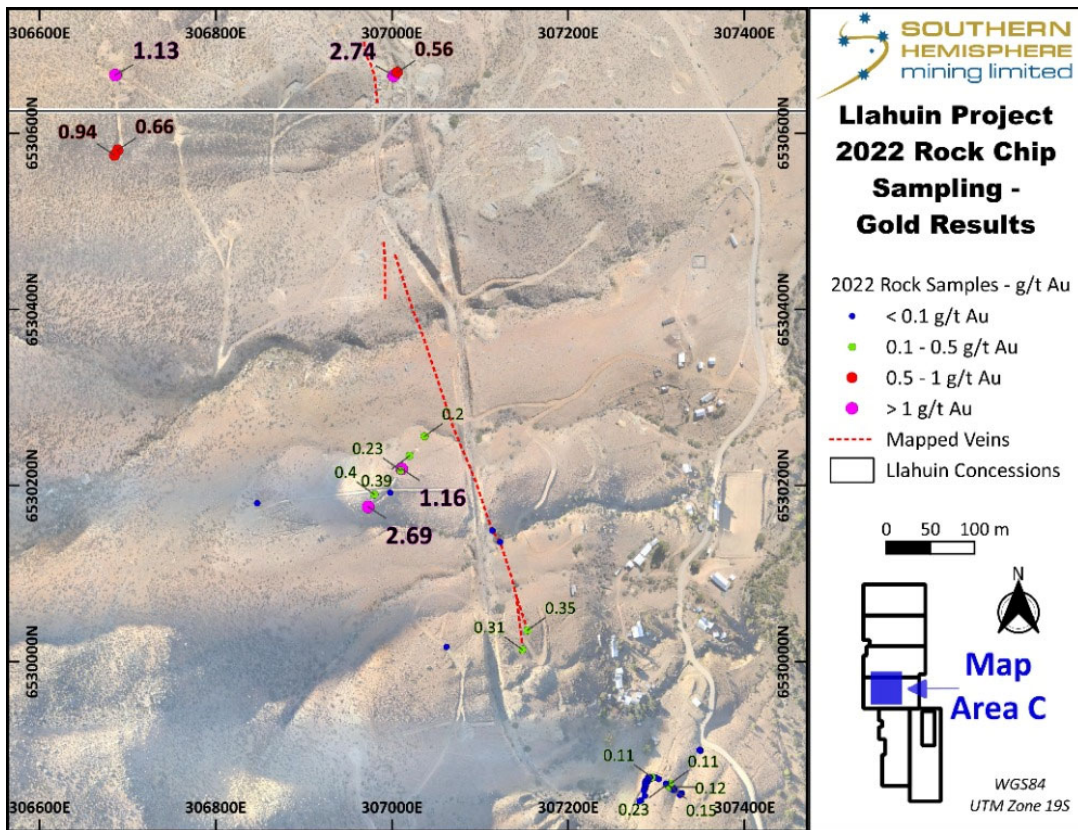 306600E
306800E
307000E
307200E
307400E
1.13
2.74
0.56
6530600N
6530600N
0.94
0.66
6530400N
6530400N
0.2
0.23
0.4
0.39
6530200N
6530200N
1.16
2.69
0.35
0.31
6530000N
6530000N
0.11
0.11
0.12
0.23
0.15
306600E
306800E
307000E
307200E
307400E
SOUTHERN
HEMISPHERE
mining limited
Llahuin Project
2022 Rock Chip
Sampling -
Gold Results
2022 Rock Samples - g/t Au
< 0.1 g/t Au
0.1 - 0.5 g/t Au
0.5 - 1 g/t Au
> 1 g/t Au
Mapped Veins
Llahuin Concessions
0 50 100 m
N
Map
Area C
WGS84
UTM Zone 19S